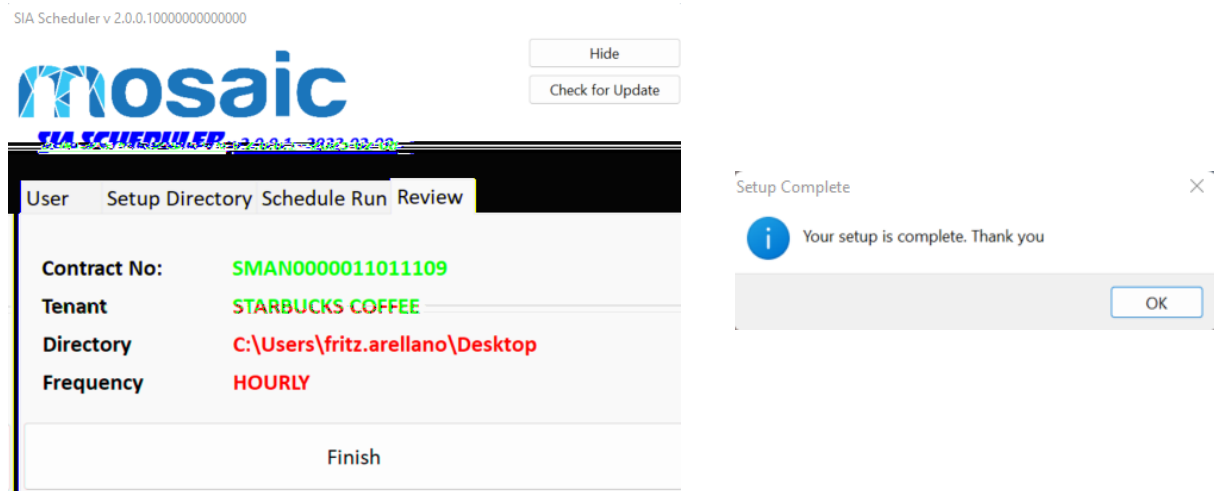 SIA Scheduler v 2.0.0.10000000000000
mosaic
Hide
Check for Update
SIA SCHEDULER
User Setup Directory Schedule Run Review
Contract No: SMAN0000011011109
Tenant STARBUCKS COFFEE
Directory C:\Users\fritz.arellano\Desktop
Frequency HOURLY
Finish
Setup Complete
Your setup is complete. Thank you
OK